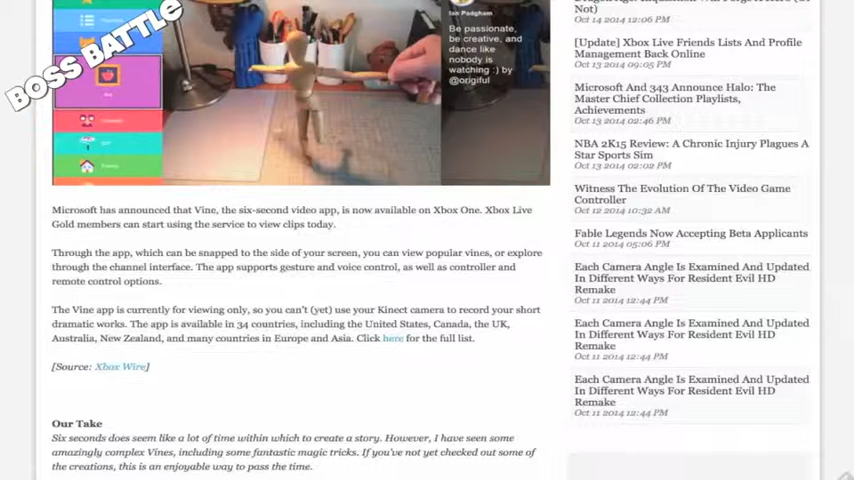 BOSS BATTLE
Ian Padgham
Be passionate,
be creative, and
dance like
nobody is
watching :) by
@origiful
Microsoft has announced that Vine, the six-second video app, is now available on Xbox One. Xbox Live
Gold members can start using the service to view clips today.
Through the app, which can be snapped to the side of your screen, you can view popular vines, or explore
through the channel interface. The app supports gesture and voice control, as well as controller and
remote control options.
The Vine app is currently for viewing only, so you can't (yet) use your Kinect camera to record your short
dramatic works. The app is available in 34 countries, including the United States, Canada, the UK,
Australia, New Zealand, and many countries in Europe and Asia. Click here for the full list.
[Source: Xbox Wire]
Our Take
Six seconds does seem like a lot of time within which to create a story. However, I have seen some
amazingly complex Vines, including some fantastic magic tricks. If you've not yet checked out some of
the creations, this is an enjoyable way to pass the time.
Not)
Oct 14 2014 12:06 PM
[Update] Xbox Live Friends Lists And Profile
Management Back Online
Oct 13 2014 09:05 PM
Microsoft And 343 Announce Halo: The
Master Chief Collection Playlists,
Achievements
Oct 13 2014 02:46 PM
NBA 2K15 Review: A Chronic Injury Plagues A
Star Sports Sim
Oct 13 2014 02:02 PM
Witness The Evolution Of The Video Game
Controller
Oct 12 2014 10:32 AM
Fable Legends Now Accepting Beta Applicants
Oct 11 2014 05:06 PM
Each Camera Angle Is Examined And Updated
In Different Ways For Resident Evil HD
Remake
Oct 11 2014 12:44 PM
Each Camera Angle Is Examined And Updated
In Different Ways For Resident Evil HD
Remake
Oct 11 2014 12:44 PM
Each Camera Angle Is Examined And Updated
In Different Ways For Resident Evil HD
Remake
Oct 11 2014 12:44 PM